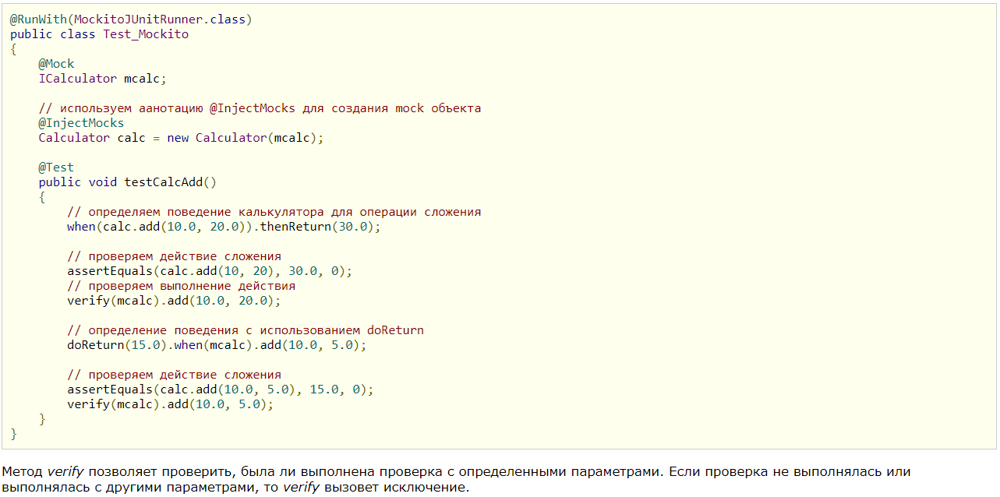 @RunWith(MockitoJUnitRunner.class)
public class Test_Mockito
{
    @Mock
    ICalculator mcalc;

    // используем аанотацию @InjectMocks для создания mock объекта
    @InjectMocks
    Calculator calc = new Calculator(mcalc);

    @Test
    public void testCalcAdd()
    {
        // определяем поведение калькулятора для операции сложения
        when(calc.add(10.0, 20.0)).thenReturn(30.0);

        // проверяем действие сложения
        assertEquals(calc.add(10, 20), 30.0, 0);
        // проверяем выполнение действия
        verify(mcalc).add(10.0, 20.0);

        // определение поведения с использованием doReturn
        doReturn(15.0).when(mcalc).add(10.0, 5.0);

        // проверяем действие сложения
        assertEquals(calc.add(10.0, 5.0), 15.0, 0);
        verify(mcalc).add(10.0, 5.0);
    }
}
Метод verify позволяет проверить, была ли выполнена проверка с определенными параметрами. Если проверка не выполнялась или
выполнялась с другими параметрами, то verify вызовет исключение.